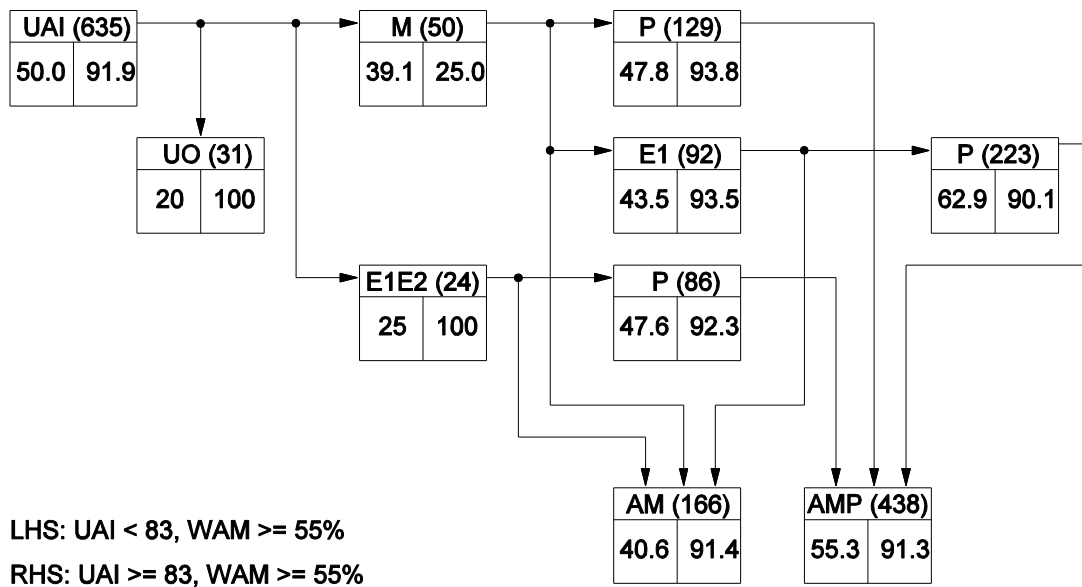 UAI (635)
50.0 91.9
M (50)
39.1 25.0
P (129)
47.8 93.8
UO (31)
20 100
E1 (92)
43.5 93.5
P (223)
62.9 90.1
E1E2 (24)
25 100
P (86)
47.6 92.3
AM (166)
40.6 91.4
AMP (438)
55.3 91.3
LHS: UAI < 83, WAM >= 55%
RHS: UAI >= 83, WAM >= 55%